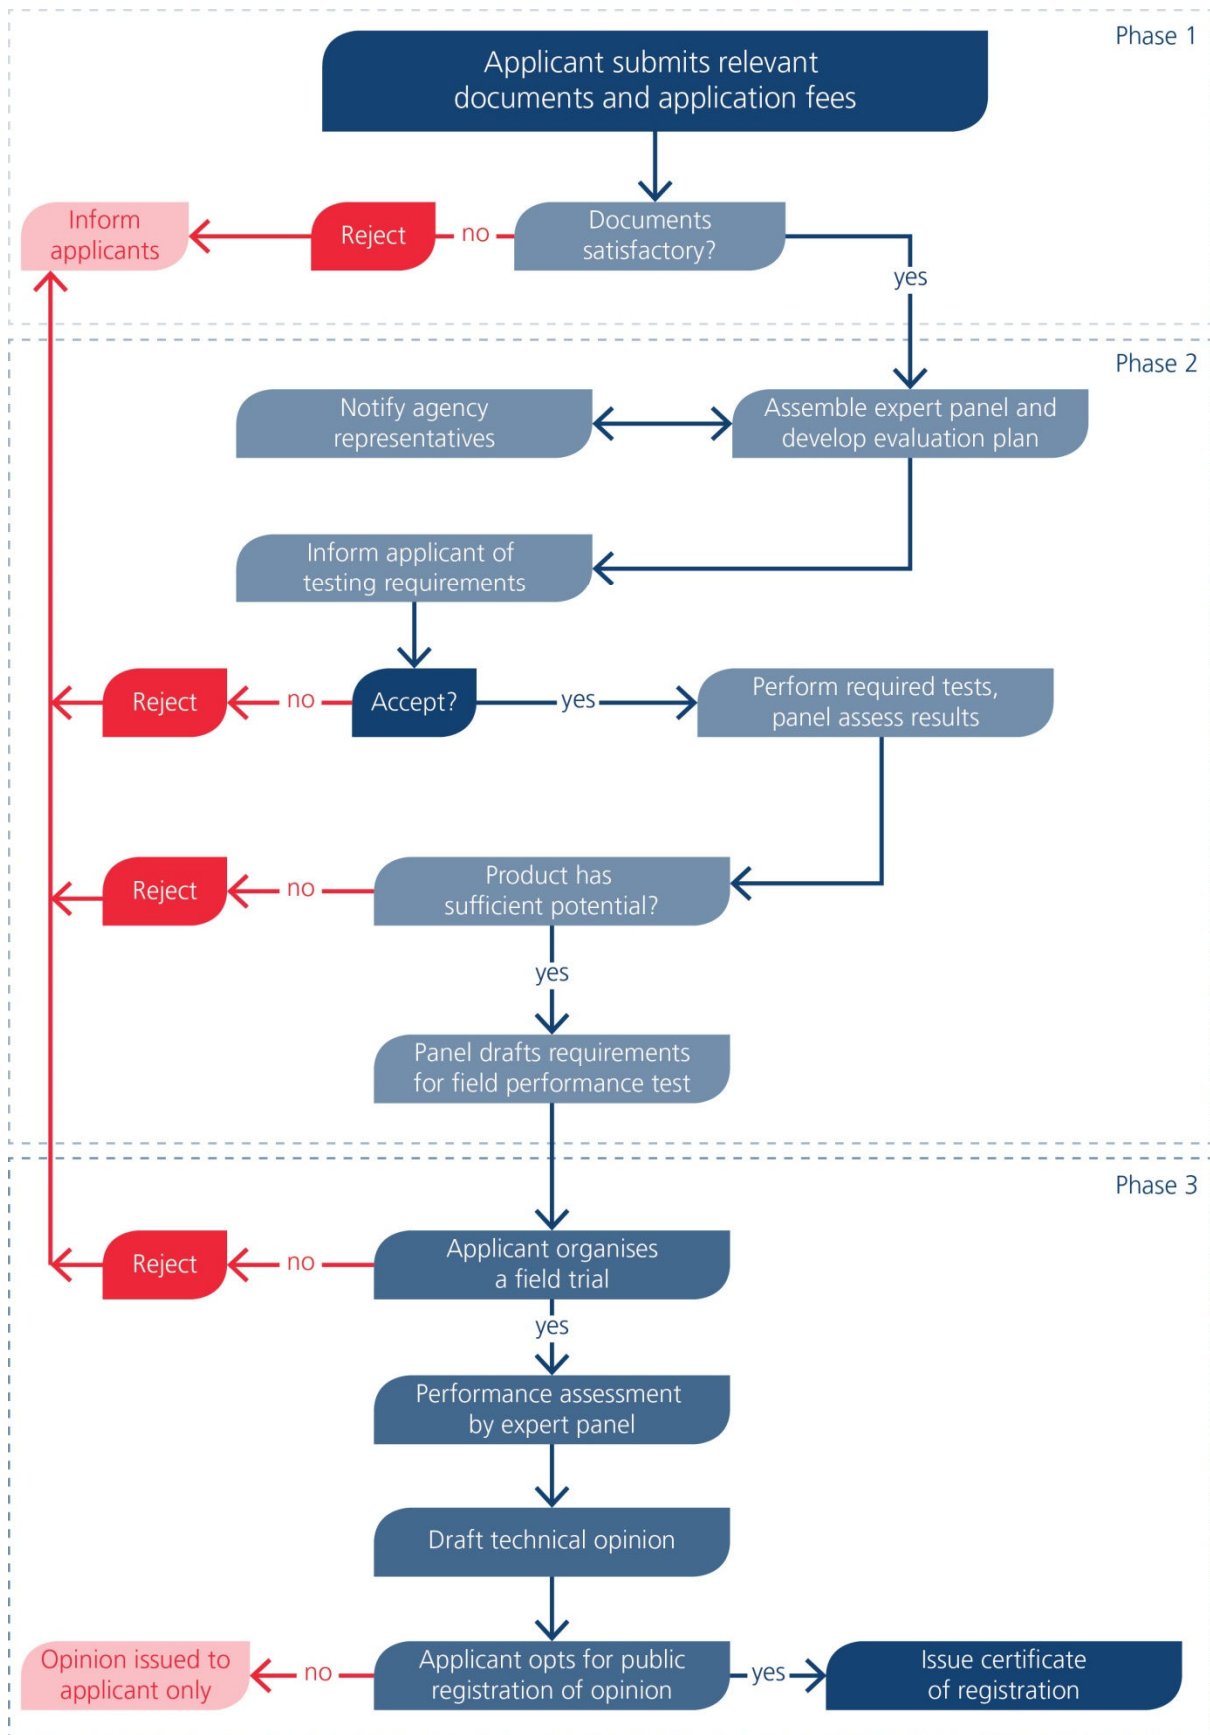 Phase 1
Applicant submits relevant
documents and application fees
Inform
applicants
Reject
no
Documents
satisfactory?
yes
Phase 2
Notify agency
representatives
Assemble expert panel and
develop evaluation plan
Inform applicant of
testing requirements
Reject
no
Accept?
yes
Perform required tests,
panel assess results
Reject
no
Product has
sufficient potential?
yes
Panel drafts requirements
for field performance test
Phase 3
Reject
no
Applicant organises
a field trial
yes
Performance assessment
by expert panel
Draft technical opinion
Opinion issued to
applicant only
no
Applicant opts for public
registration of opinion
yes
Issue certificate
of registration